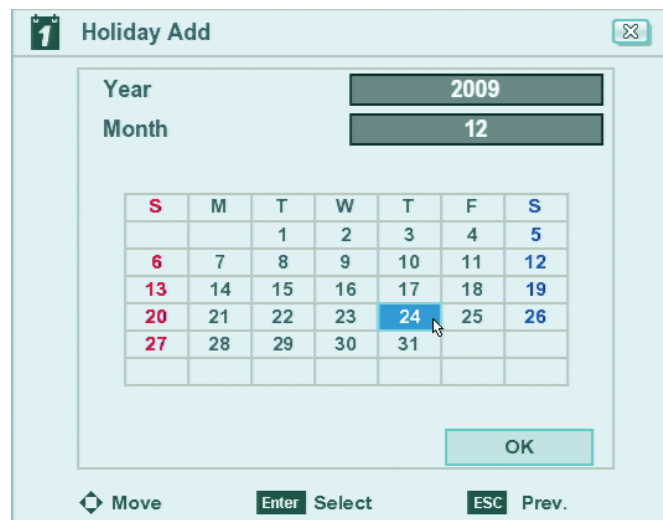 1 Holiday Add
Year 2009
Month 12
S M T W T F S
1 2 3 4 5
6 7 8 9 10 11 12
13 14 15 16 17 18 19
20 21 22 23 24 25 26
27 28 29 30 31
OK
Move Enter Select ESC Prev.